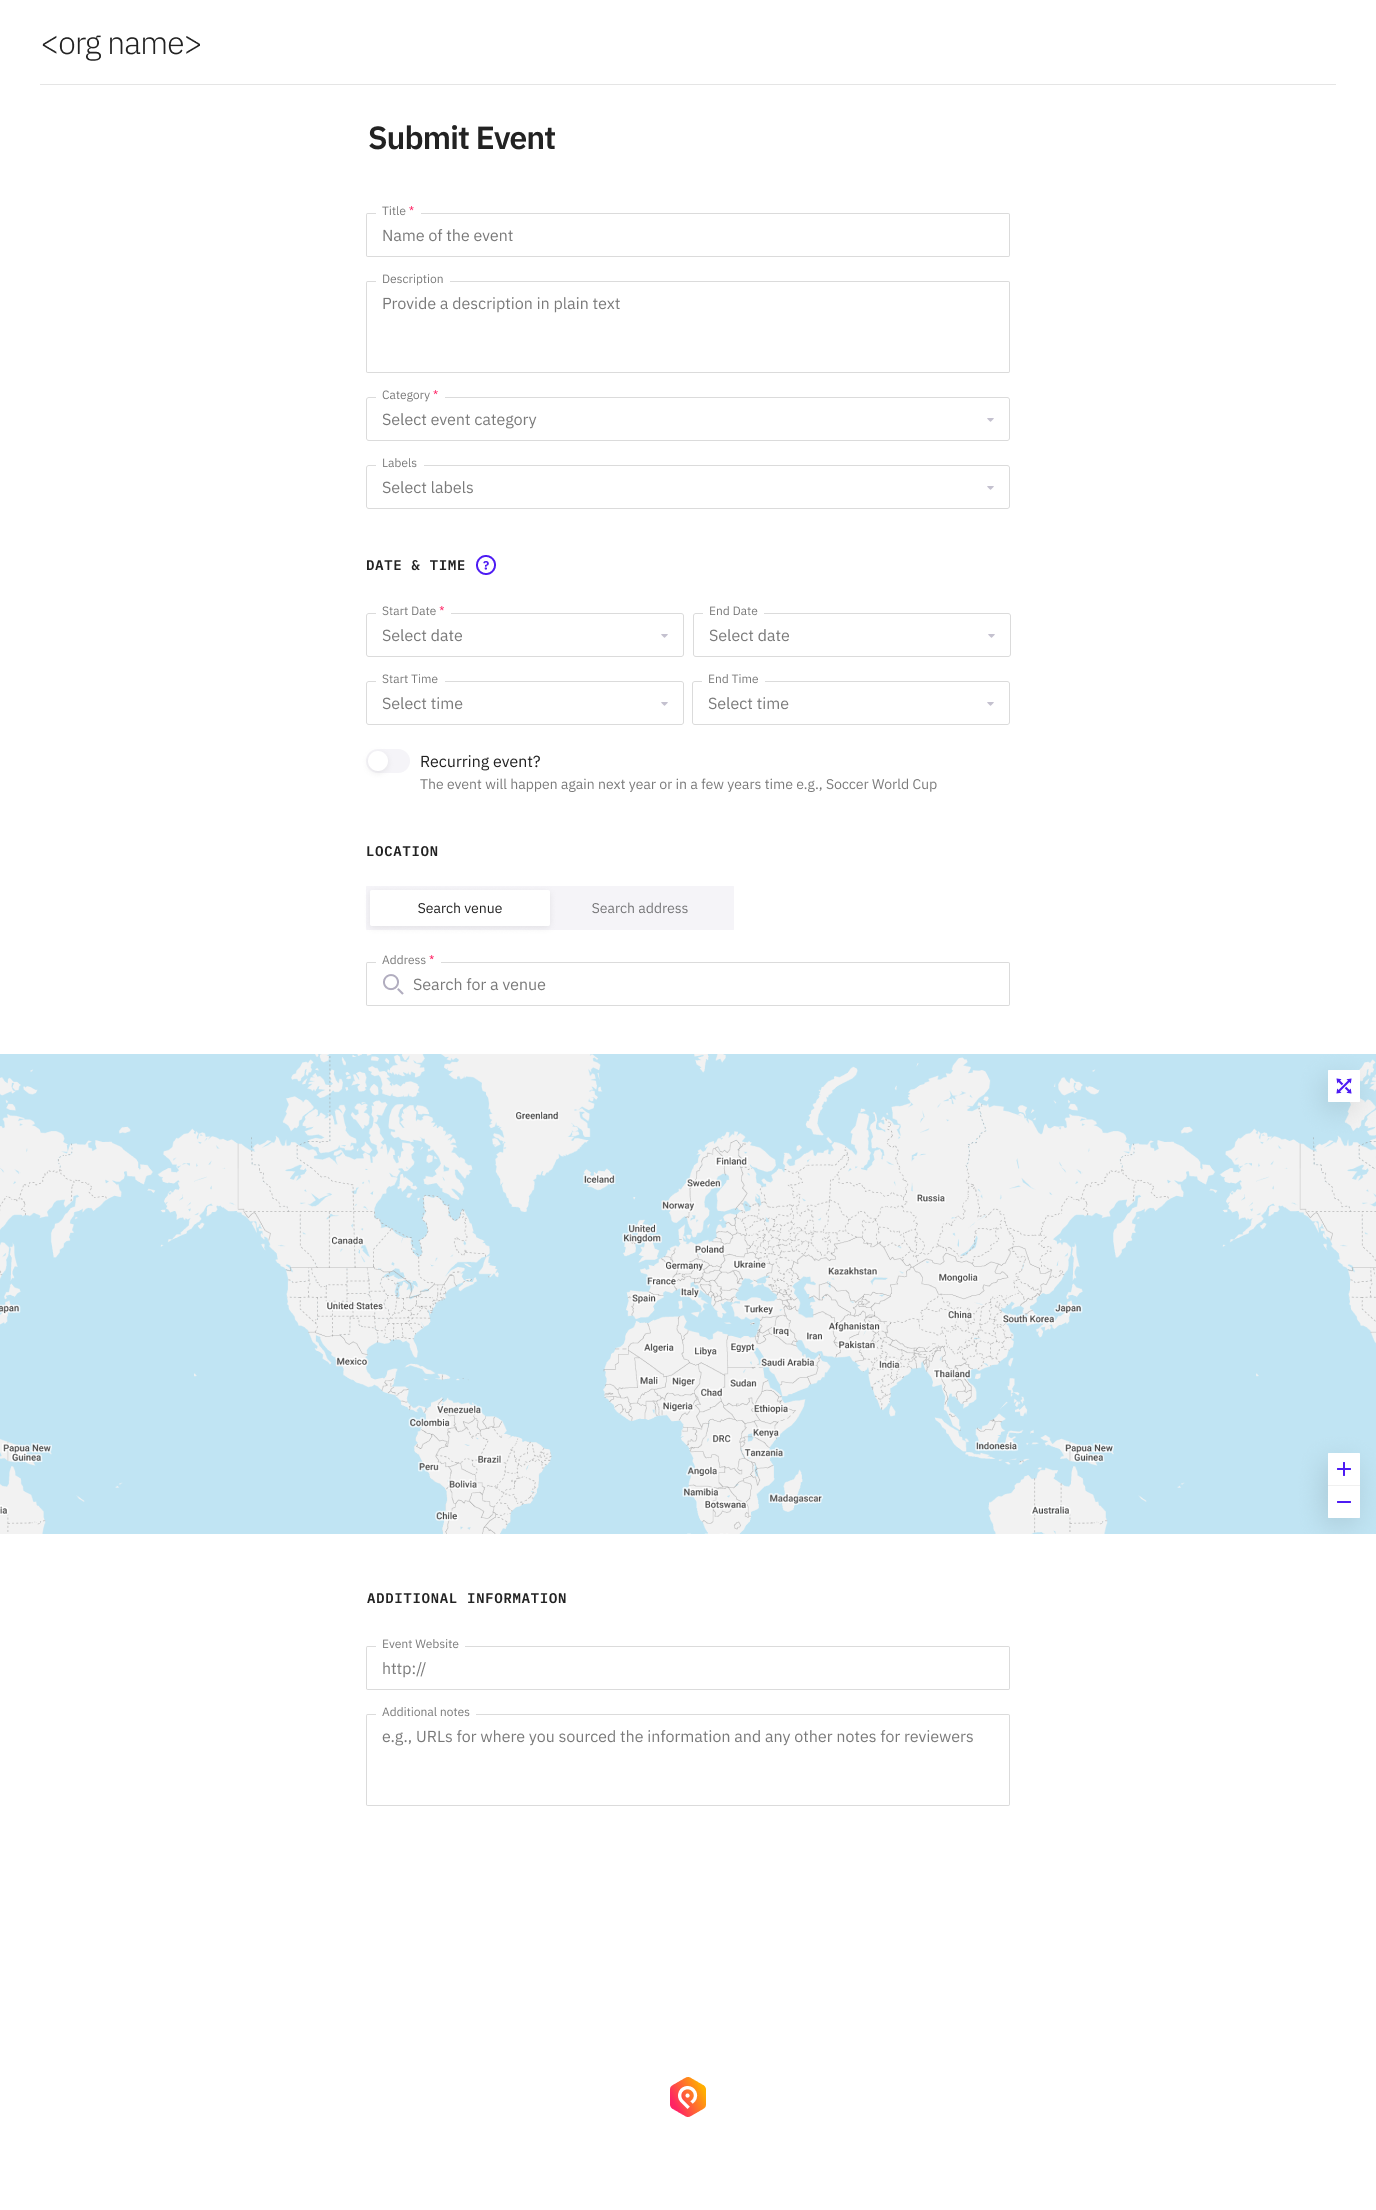 <org name>
Submit Event
Title *
Name of the event
Description
Provide a description in plain text
Category *
Select event category
Labels
Select labels
DATE & TIME ?
Start Date *
End Date
Select date
Select date
Start Time
End Time
Select time
Select time
Recurring event?
The event will happen again next year or in a few years time e.g., Soccer World Cup
LOCATION
Search venue
Search address
Address *
Search for a venue
Greenland
Finland
Iceland
Sweden
Russia
Norway
United
Kingdom
Canada
Poland
Germany
Ukraine
Kazakhstan
Mongolia
France
Italy
Spain
United States
Turkey
apan
Japan
China
South Korea
Afghanistan
Iraq
Iran
Pakistan
Algeria
Libya
Egypt
Mexico
Saudi Arabia
India
Thailand
Mali
Niger
Sudan
Chad
Nigeria
Ethiopia
Venezuela
Colombia
Kenya
DRC
Indonesia
Papua New
Guinea
Papua New
Guinea
Tanzania
Brazil
Peru
Angola
Bolivia
Namibia
Madagascar
Botswana
ia
Australia
Chile
ADDITIONAL INFORMATION
Event Website
http://
Additional notes
e.g., URLs for where you sourced the information and any other notes for reviewers